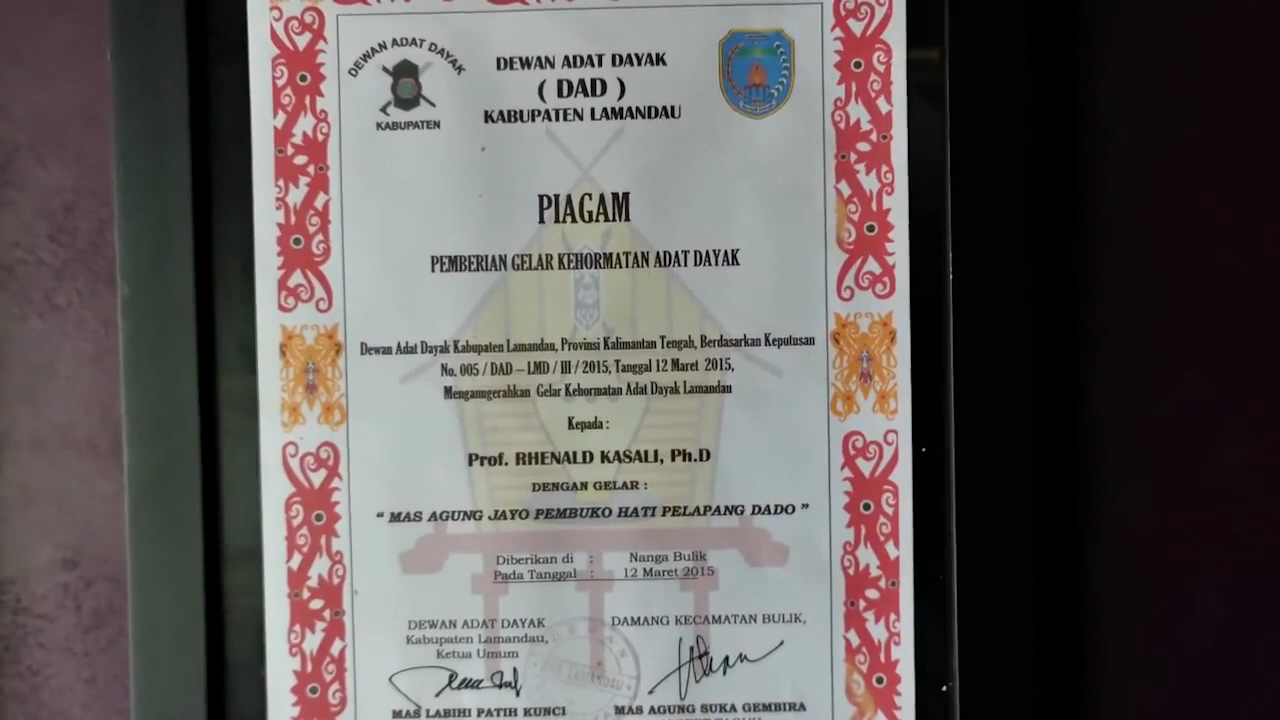 DEWAN ADAT DAYAK
KABUPATEN
DEWAN ADAT DAYAK
( DAD )
KABUPATEN LAMANDAU
PIAGAM
PEMBERIAN GELAR KEHORMATAN ADAT DAYAK
Dewan Adat Dayak Kabupaten Lamandau, Provinsi Kalimantan Tengah, Berdasarkan Keputusan
No. 005 / DAD – LMD / III / 2015, Tanggal 12 Maret 2015,
Menganugerahkan Gelar Kehormatan Adat Dayak Lamandau
Kepada :
Prof. RHENALD KASALI, Ph.D
DENGAN GELAR :
“ MAS AGUNG JAYO PEMBUKO HATI PELAPANG DADO ”
Diberikan di : Nanga Bulik
Pada Tanggal : 12 Maret 2015
DEWAN ADAT DAYAK
Kabupaten Lamandau,
Ketua Umum
DAMANG KECAMATAN BULIK,
LAMANDAU
MAS LABIHI PATIH KUNCI
MAS AGUNG SUKA GEMBIRA